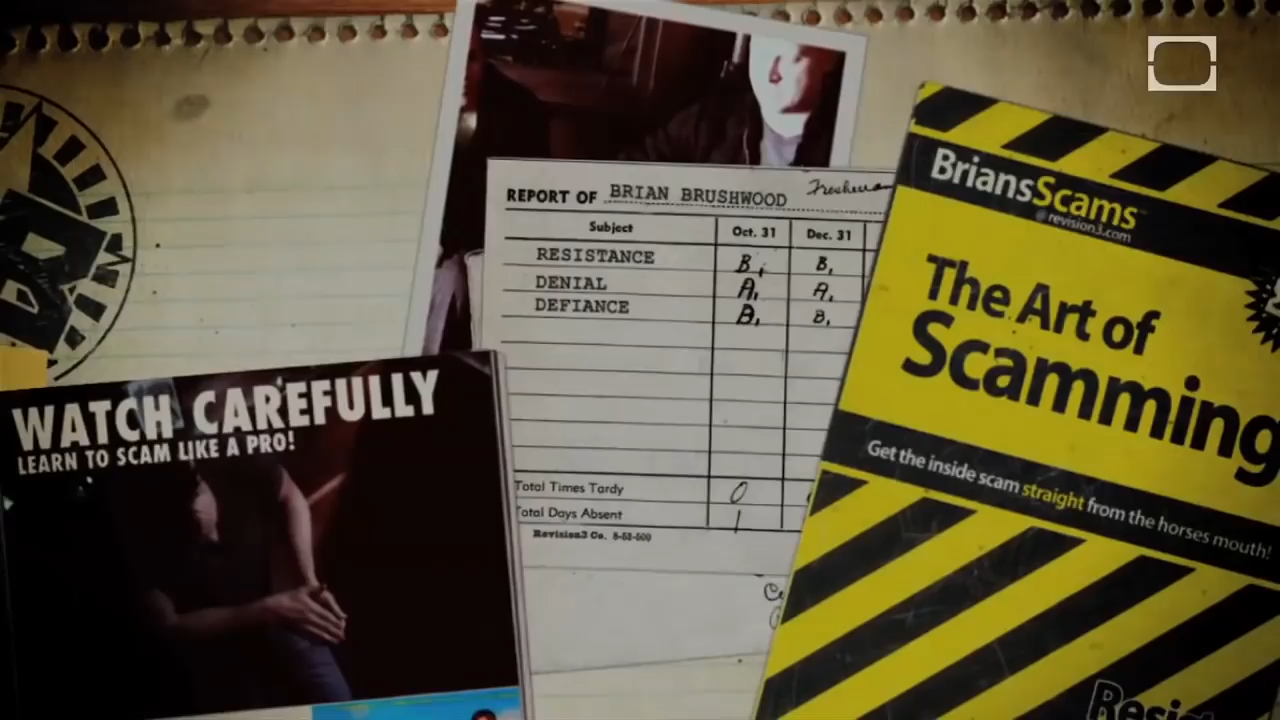 REPORT OF BRIAN BRUSHWOOD
Subject Oct. 31 Dec. 31
RESISTANCE B. B.
DENIAL A. A.
DEFIANCE B. B.
Total Times Tardy 0
Total Days Absent 1
Revision3 Co.
WATCH CAREFULLY
LEARN TO SCAM LIKE A PRO!
BriansScams
@ revision3.com
The Art of
Scamming
Get the inside scam straight from the horses mouth!